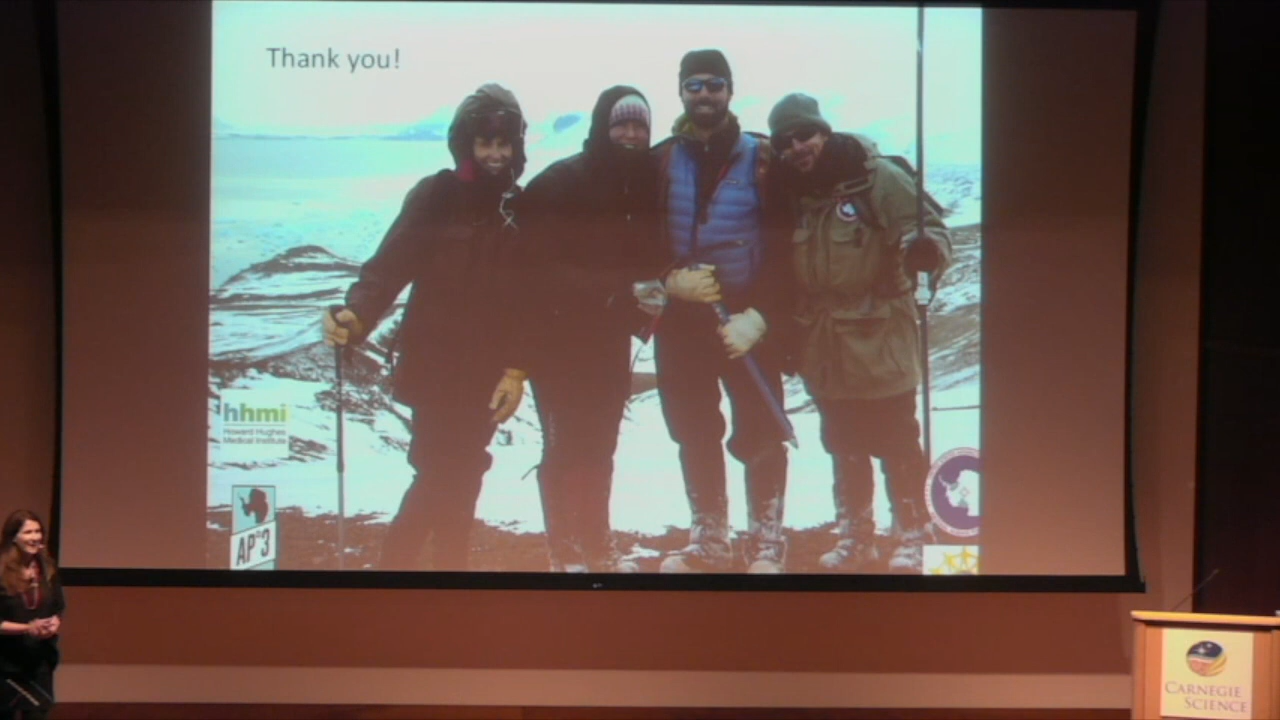 Thank you!
hhmi
Howard Hughes
Medical Institute
AP³
CARNEGIE
SCIENCE